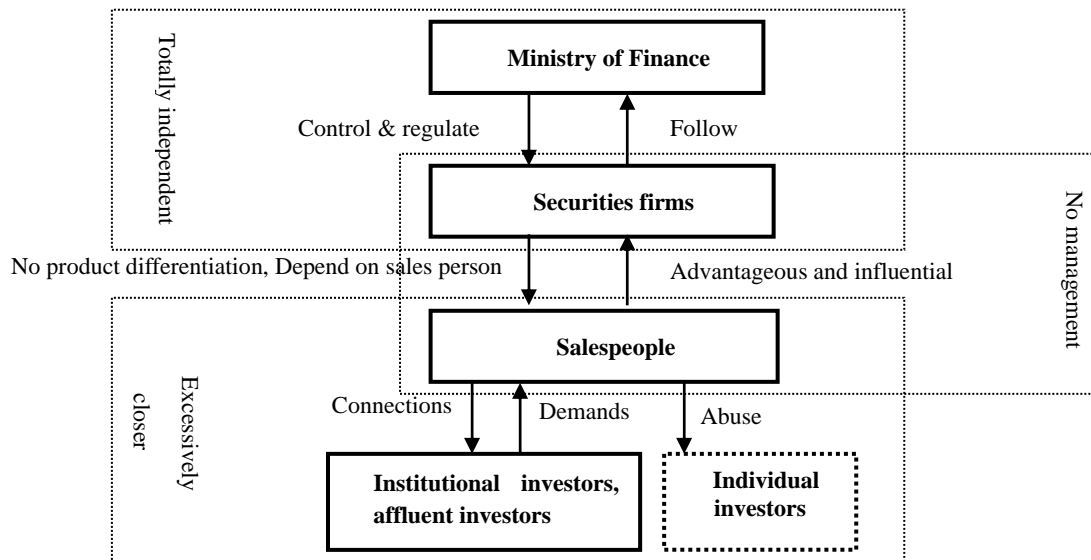 Totally independent
Ministry of Finance
Control & regulate
Follow
Securities firms
No management
No product differentiation, Depend on sales person
Advantageous and influential
Salespeople
Excessively
closer
Connections
Demands
Abuse
Institutional investors,
affluent investors
Individual
investors